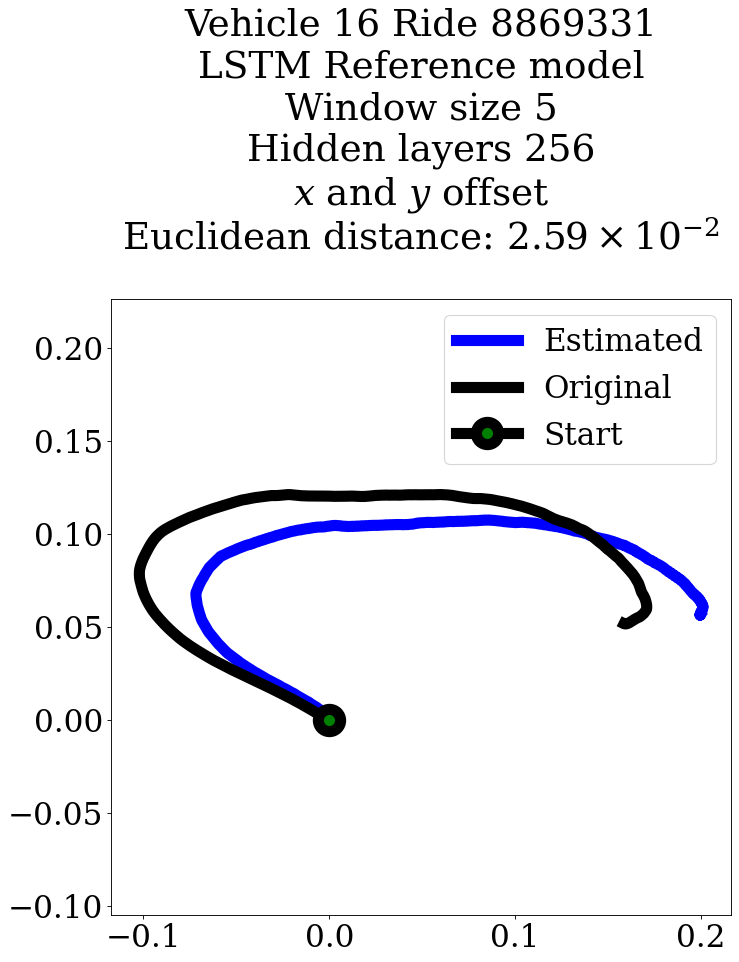 Vehicle 16 Ride 8869331
LSTM Reference model
Window size 5
Hidden layers 256
x and y offset
Euclidean distance: 2.59 × 10⁻²
Estimated
Original
Start
0.20
0.15
0.10
0.05
0.00
−0.05
−0.10
−0.1 0.0 0.1 0.2